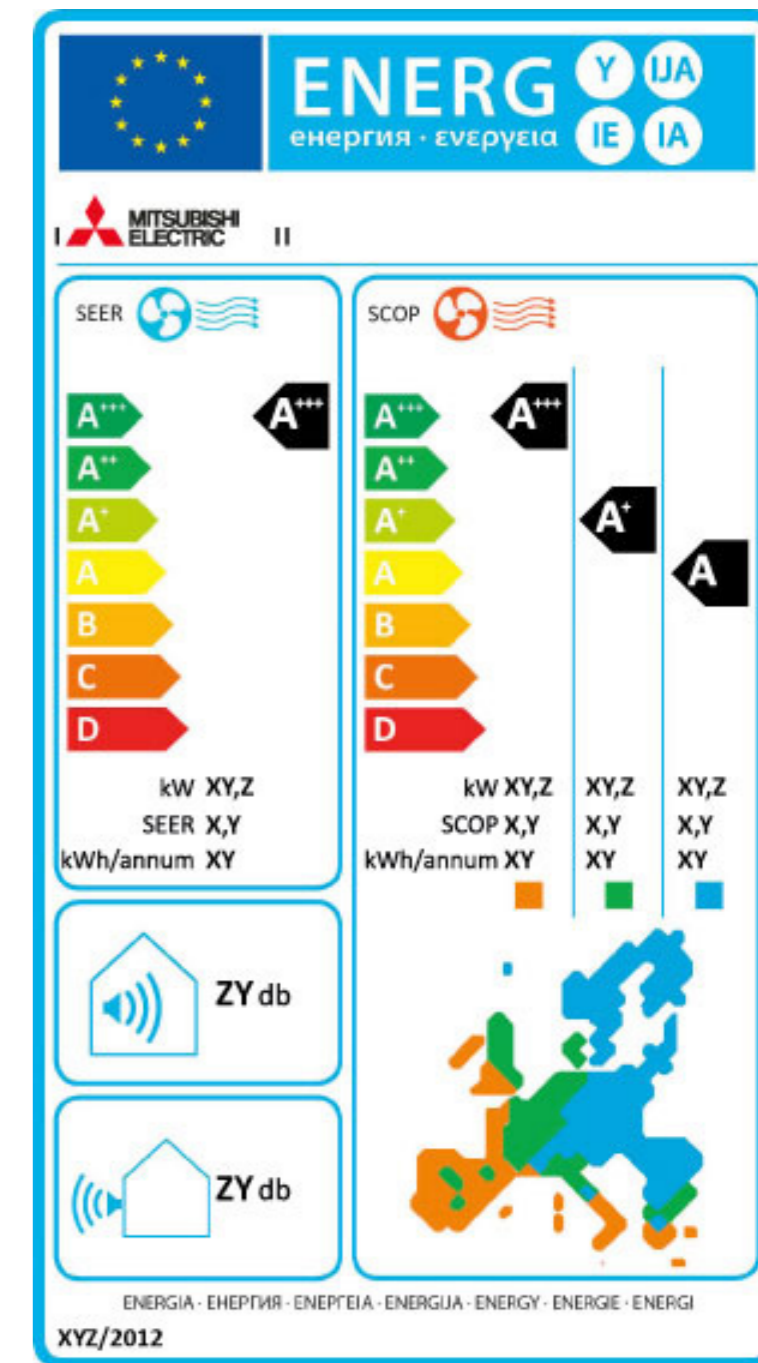 ENERG Y IJA
енергия · ενεργεια IE IA
I MITSUBISHI ELECTRIC II
SEER
A+++ A+++
A++
A+
A
B
C
D
kW XY,Z
SEER X,Y
kWh/annum XY
SCOP
A+++ A+++
A++
A+ A+
A A
B
C
D
kW XY,Z XY,Z XY,Z
SCOP X,Y X,Y X,Y
kWh/annum XY XY XY
ZY db
ZY db
ENERGIA · ЕНЕРГИЯ · ΕΝΕΡΓΕΙΑ · ENERGIJA · ENERGY · ENERGIE · ENERGI
XYZ/2012